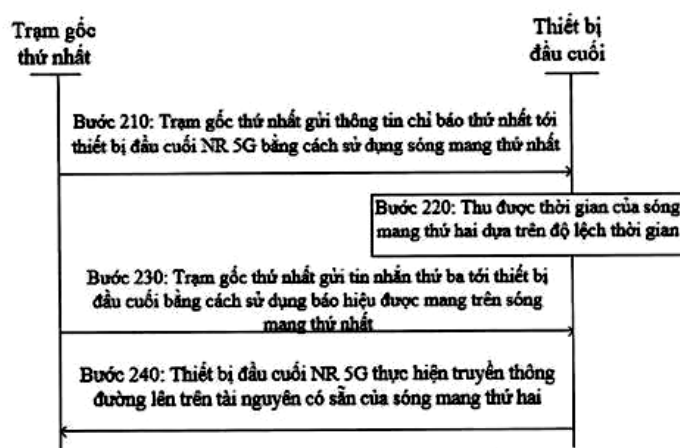 Trạm gốc
thứ nhất
Thiết bị
đầu cuối
Bước 210: Trạm gốc thứ nhất gửi thông tin chỉ báo thứ nhất tới
thiết bị đầu cuối NR 5G bằng cách sử dụng sóng mang thứ nhất
Bước 220: Thu được thời gian của sóng
mang thứ hai dựa trên độ lệch thời gian
Bước 230: Trạm gốc thứ nhất gửi tin nhắn thứ ba tới thiết bị
đầu cuối bằng cách sử dụng báo hiệu được mang trên sóng
mang thứ nhất
Bước 240: Thiết bị đầu cuối NR 5G thực hiện truyền thông
đường lên trên tài nguyên có sẵn của sóng mang thứ hai